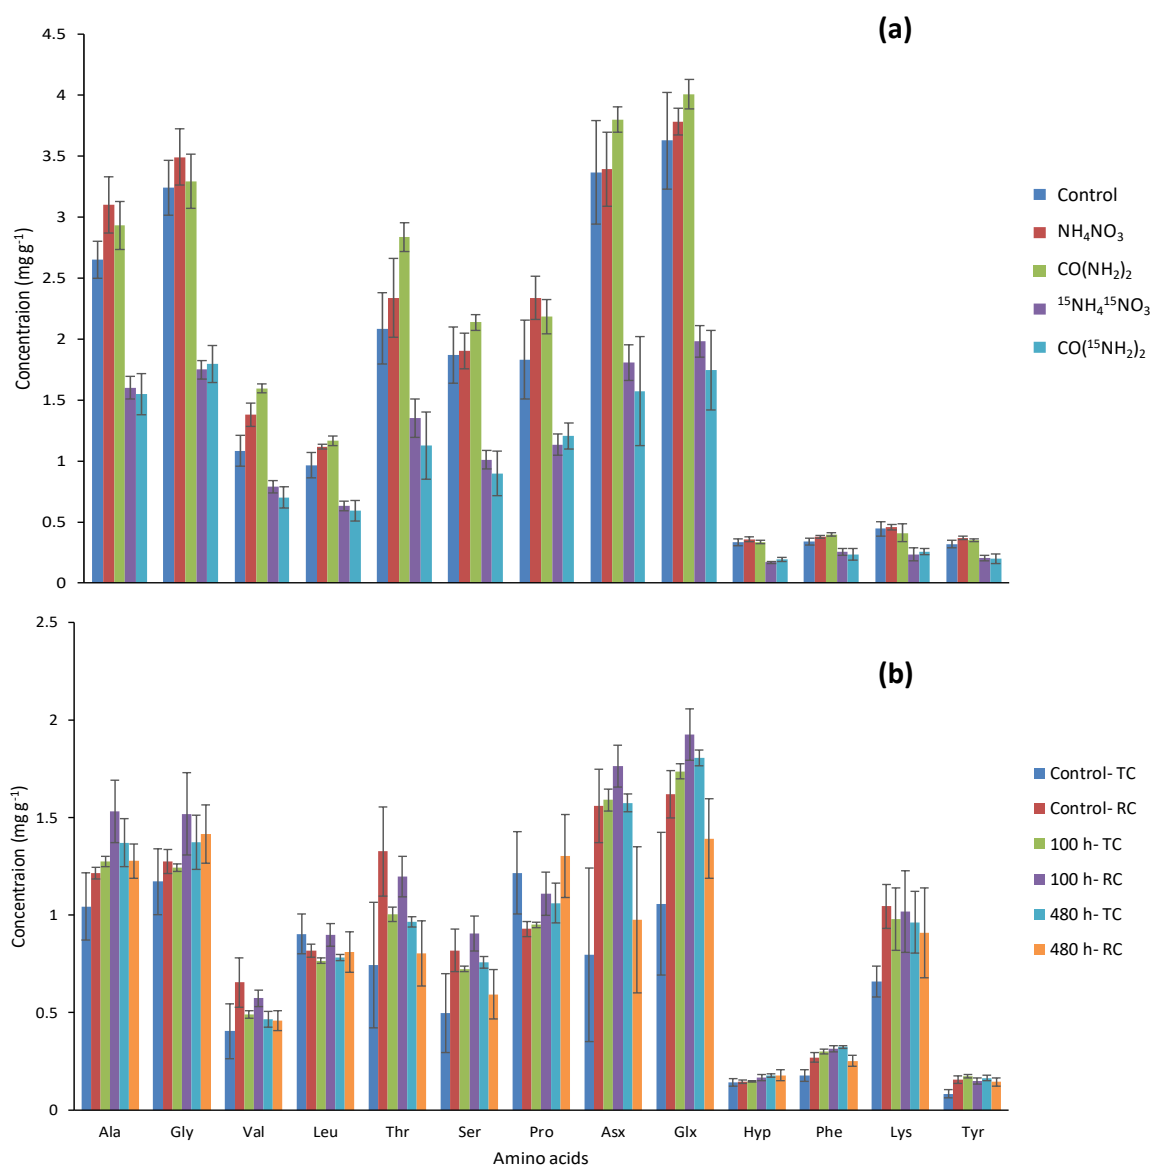 (a)
4.5
4
3.5
3
2.5
2
1.5
1
0.5
0
Concentraion (mg g⁻¹)
Control
NH₄NO₃
CO(NH₂)₂
¹⁵NH₄¹⁵NO₃
CO(¹⁵NH₂)₂
(b)
2.5
2
1.5
1
0.5
0
Concentraion (mg g⁻¹)
Control- TC
Control- RC
100 h- TC
100 h- RC
480 h- TC
480 h- RC
Ala Gly Val Leu Thr Ser Pro Asx Glx Hyp Phe Lys Tyr
Amino acids